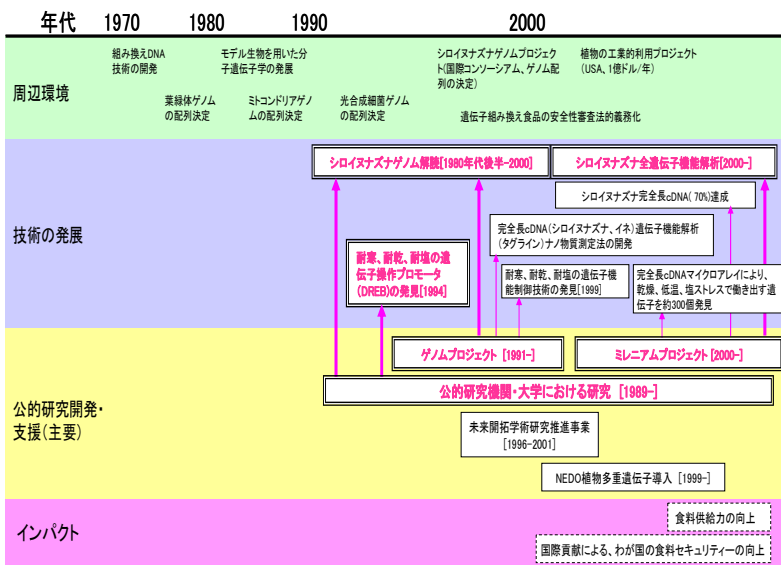 年代 1970 1980 1990 2000
周辺環境
組み換えDNA
技術の開発
モデル生物を用いた分
子遺伝子学の発展
シロイヌナズナゲノムプロジェク
ト(国際コンソーシアム、ゲノム配
列の決定)
植物の工業的利用プロジェクト
(USA、1億ドル/年)
葉緑体ゲノム
の配列決定
ミトコンドリアゲノ
ムの配列決定
光合成細菌ゲノム
の配列決定
遺伝子組み換え食品の安全性審査法的義務化
技術の発展
シロイヌナズナゲノム解読[1980年代後半-2000]
シロイヌナズナ全遺伝子機能解析[2000-]
シロイヌナズナ完全長cDNA(70%)達成
完全長cDNA(シロイヌナズナ、イネ)遺伝子機能解析
(タグライン)ナノ物質測定法の開発
耐寒、耐乾、耐塩の遺
伝子操作プロモータ
(DREB)の発見[1994]
耐寒、耐乾、耐塩の遺伝子機
能制御技術の発見[1999]
完全長cDNAマイクロアレイにより、
乾燥、低温、塩ストレスで働き出す遺
伝子を約300個発見
公的研究開発・
支援(主要)
ゲノムプロジェクト [1991-]
ミレニアムプロジェクト [2000-]
公的研究機関・大学における研究 [1989-]
未来開拓学術研究推進事業
[1996-2001]
NEDO植物多重遺伝子導入 [1999-]
インパクト
食料供給力の向上
国際貢献による、わが国の食料セキュリティーの向上